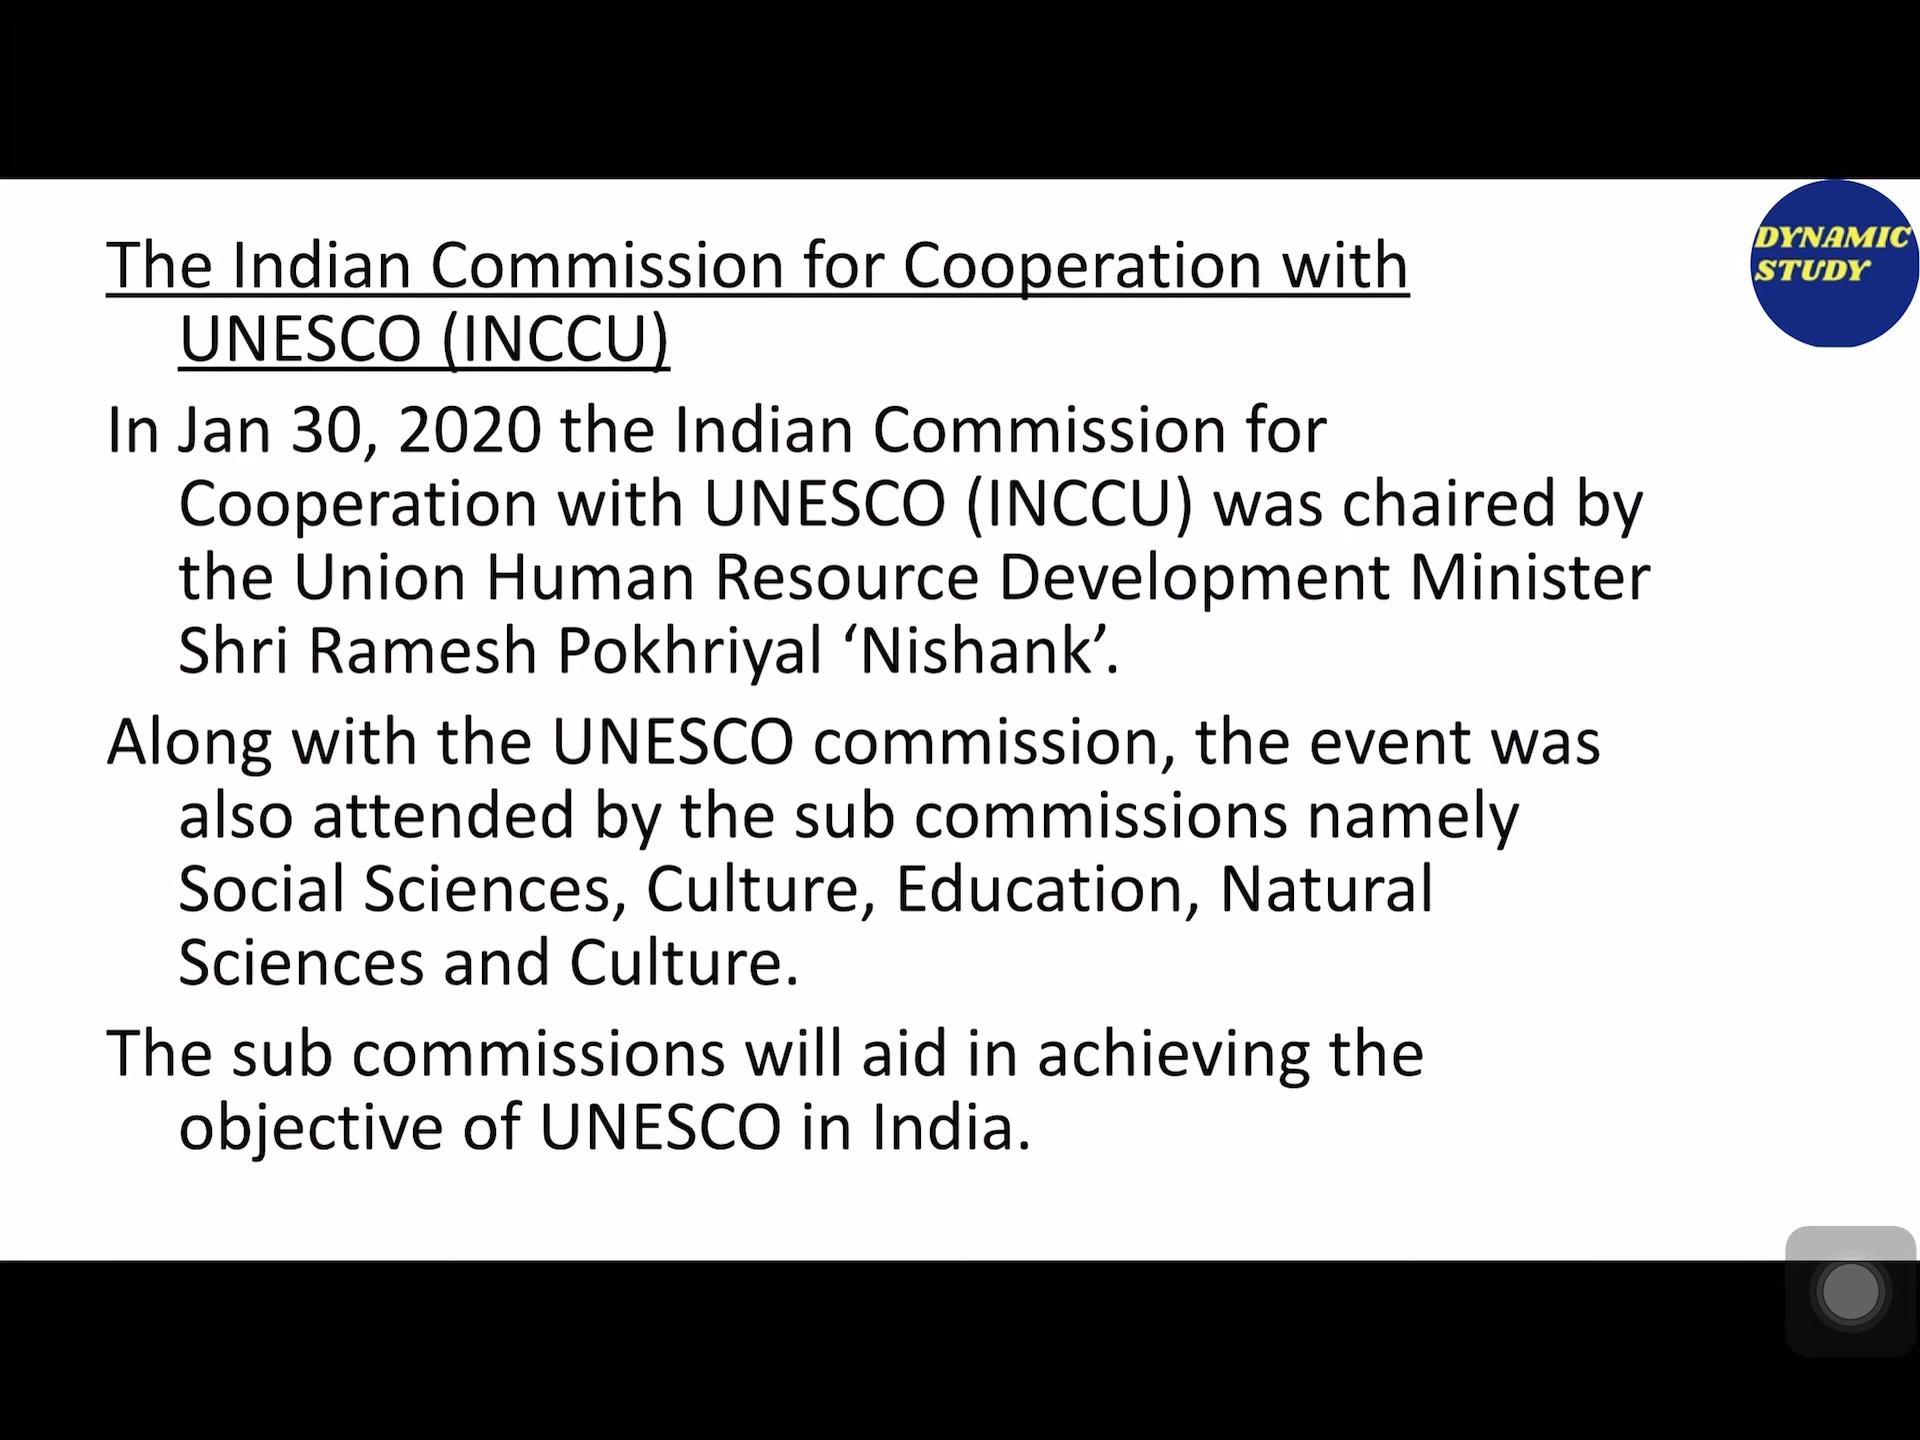 The Indian Commission for Cooperation with
UNESCO (INCCU)
In Jan 30, 2020 the Indian Commission for
Cooperation with UNESCO (INCCU) was chaired by
the Union Human Resource Development Minister
Shri Ramesh Pokhriyal ‘Nishank’.
Along with the UNESCO commission, the event was
also attended by the sub commissions namely
Social Sciences, Culture, Education, Natural
Sciences and Culture.
The sub commissions will aid in achieving the
objective of UNESCO in India.
DYNAMIC
STUDY